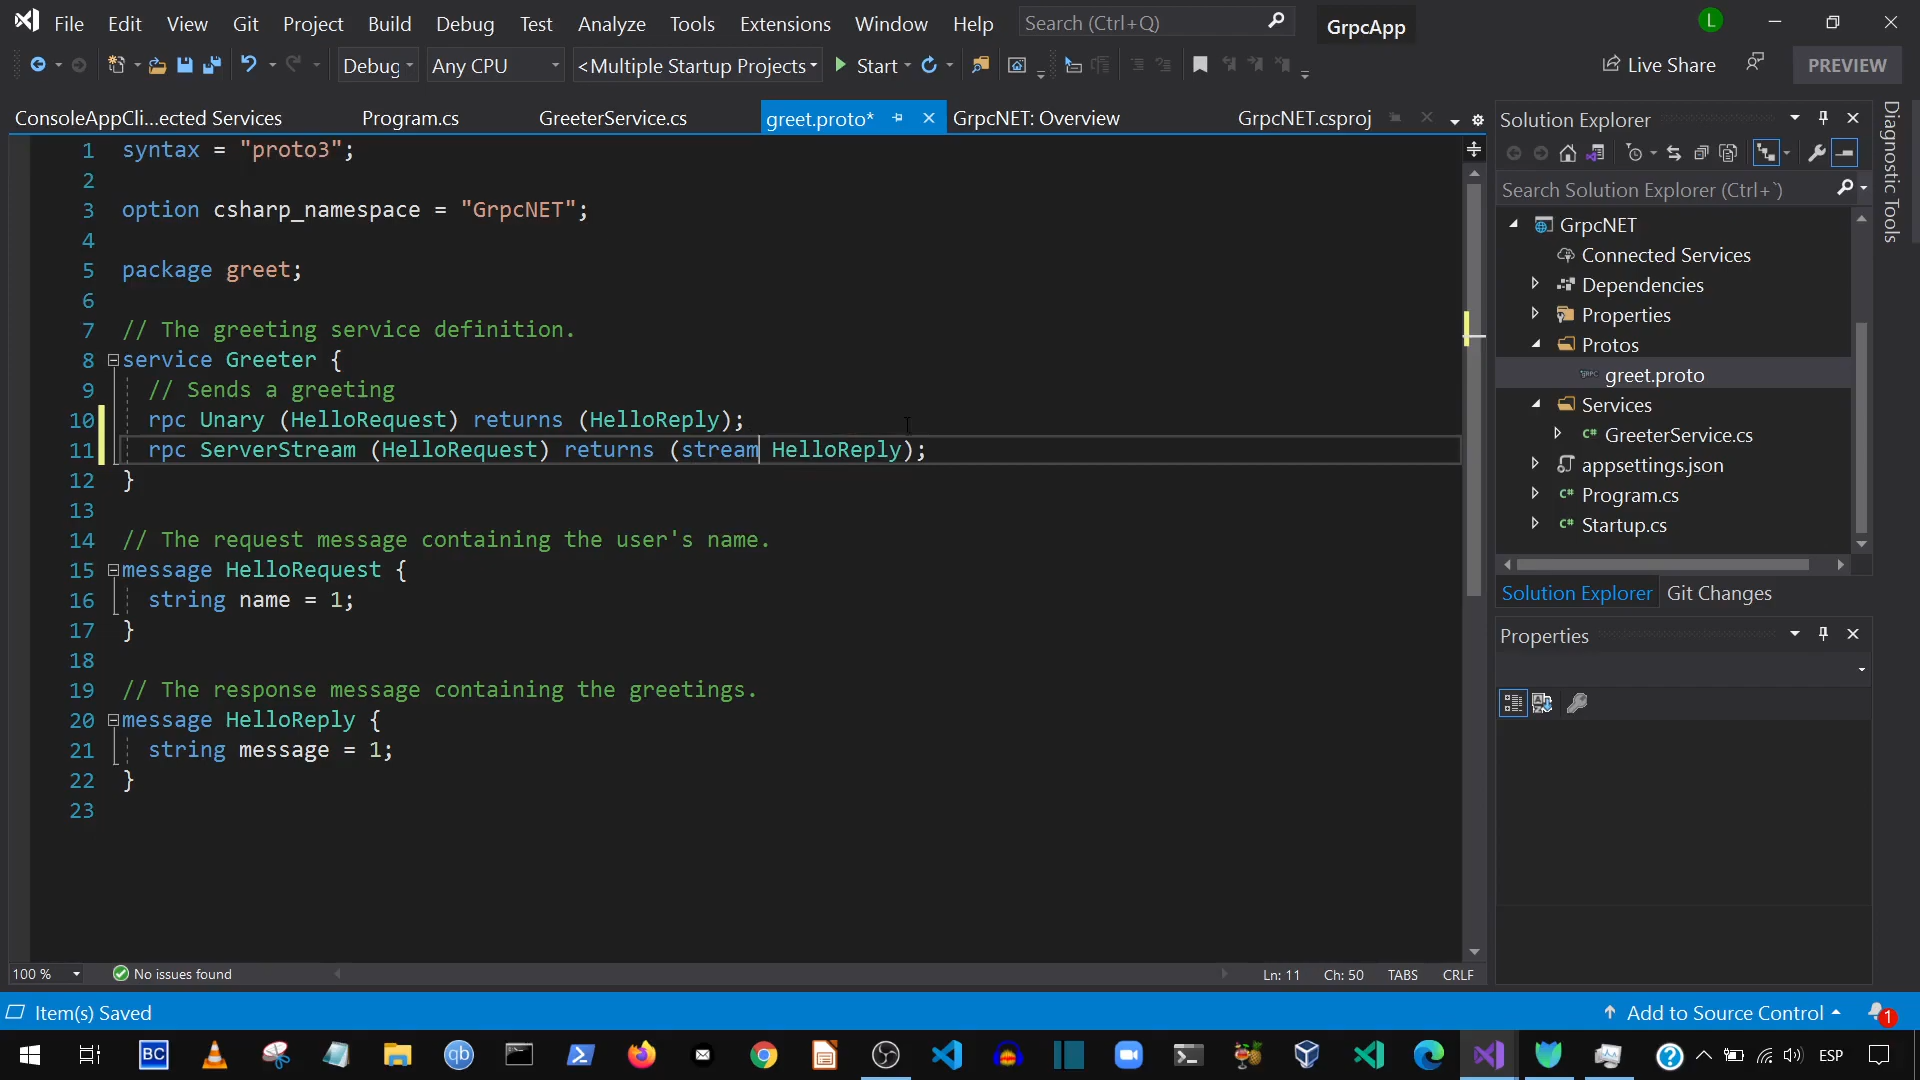 File Edit View Git Project Build Debug Test Analyze Tools Extensions Window Help Search (Ctrl+Q) GrpcApp L
Debug Any CPU <Multiple Startup Projects Start Live Share PREVIEW
ConsoleAppCli...ected Services Program.cs GreeterService.cs greet.proto* GrpcNET: Overview GrpcNET.csproj
1 syntax = "proto3";
2
3 option csharp_namespace = "GrpcNET";
4
5 package greet;
6
7 // The greeting service definition.
8 service Greeter {
9 // Sends a greeting
10 rpc Unary (HelloRequest) returns (HelloReply);
11 rpc ServerStream (HelloRequest) returns (stream HelloReply);
12 }
13
14 // The request message containing the user's name.
15 message HelloRequest {
16 string name = 1;
17 }
18
19 // The response message containing the greetings.
20 message HelloReply {
21 string message = 1;
22 }
23
100 % No issues found Ln: 11 Ch: 50 TABS CRLF
Solution Explorer
Search Solution Explorer (Ctrl+`)
GrpcNET
Connected Services
Dependencies
Properties
Protos
greet.proto
Services
GreeterService.cs
appsettings.json
Program.cs
Startup.cs
Solution Explorer Git Changes
Properties
Diagnostic Tools
Item(s) Saved Add to Source Control 1
BC qb ESP